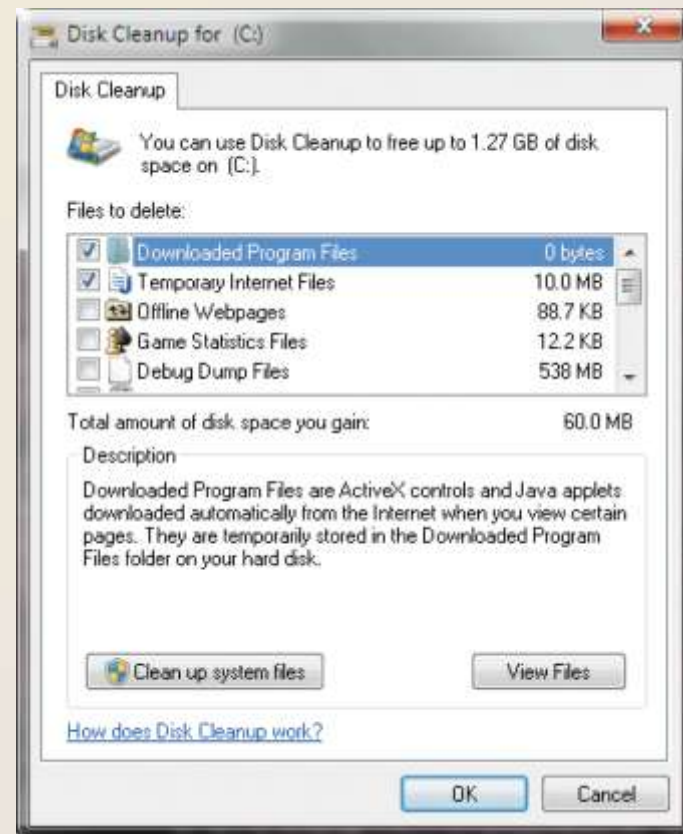 Disk Cleanup for (C:)
Disk Cleanup
You can use Disk Cleanup to free up to 1.27 GB of disk
space on (C:).
Files to delete:
Downloaded Program Files 0 bytes
Temporary Internet Files 10.0 MB
Offline Webpages 88.7 KB
Game Statistics Files 12.2 KB
Debug Dump Files 538 MB
Total amount of disk space you gain: 60.0 MB
Description
Downloaded Program Files are ActiveX controls and Java applets
downloaded automatically from the Internet when you view certain
pages. They are temporarily stored in the Downloaded Program
Files folder on your hard disk.
Clean up system files View Files
How does Disk Cleanup work?
OK Cancel